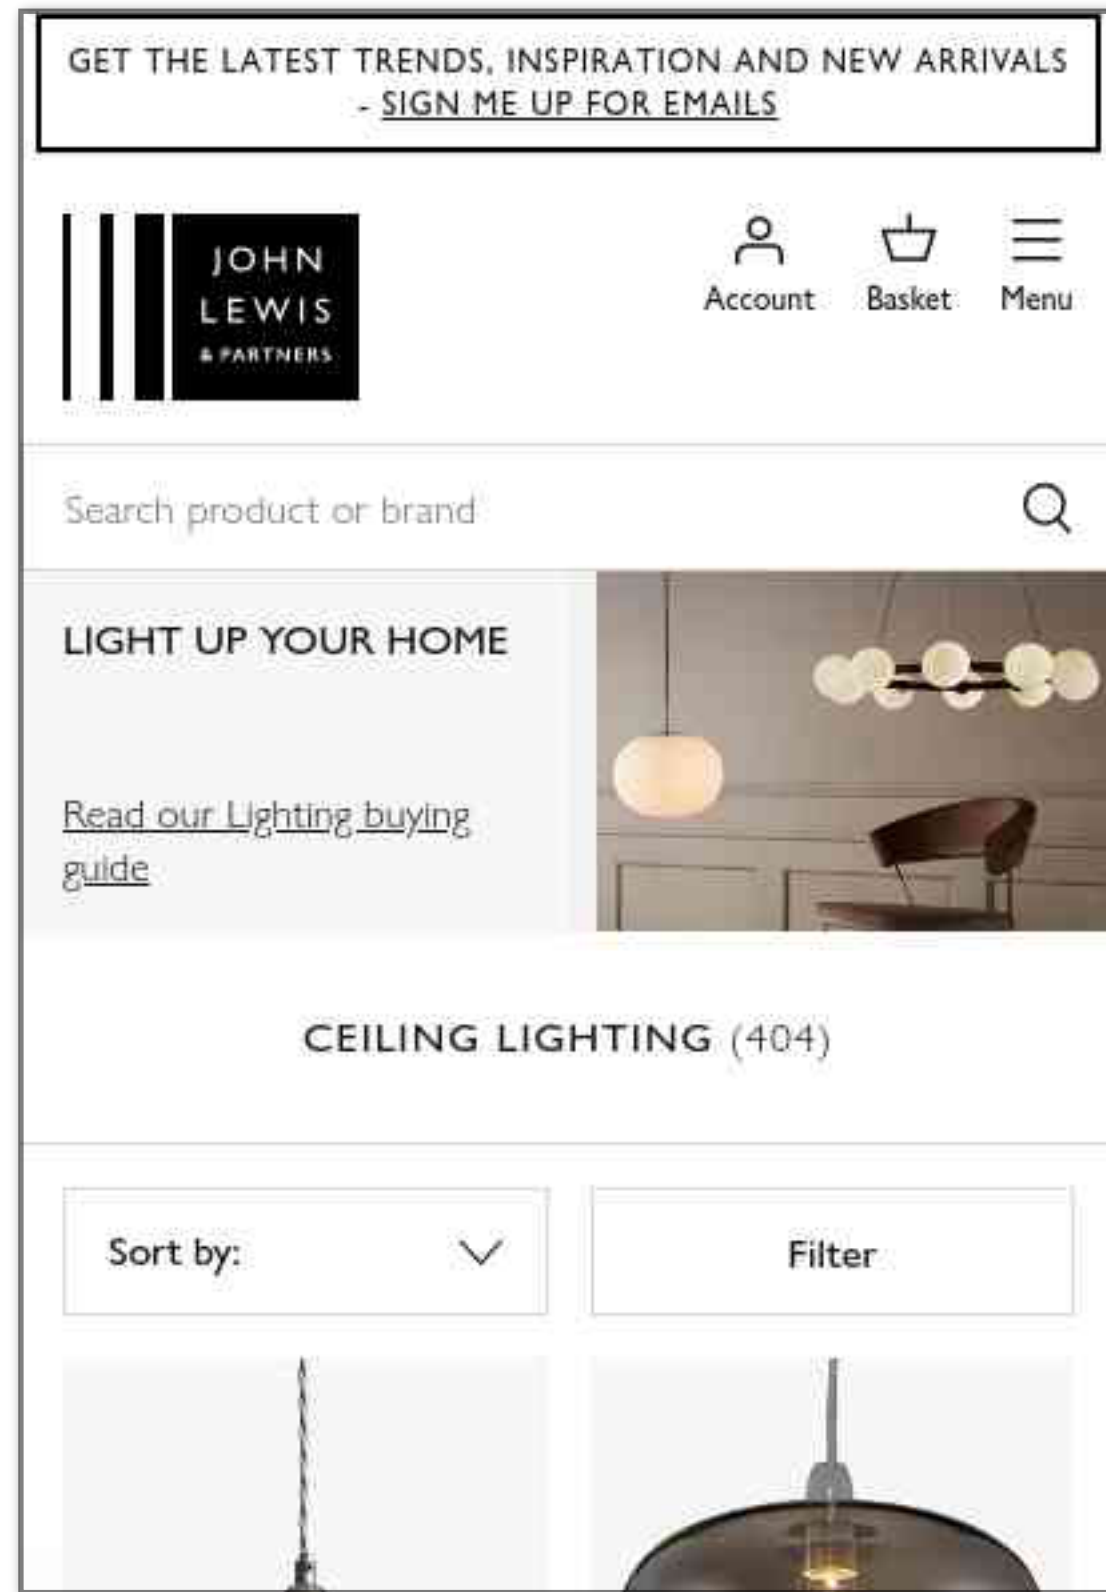 GET THE LATEST TRENDS, INSPIRATION AND NEW ARRIVALS
- SIGN ME UP FOR EMAILS
JOHN
LEWIS
& PARTNERS
Account
Basket
Menu
Search product or brand
LIGHT UP YOUR HOME
Read our Lighting buying
guide
CEILING LIGHTING (404)
Sort by:
Filter